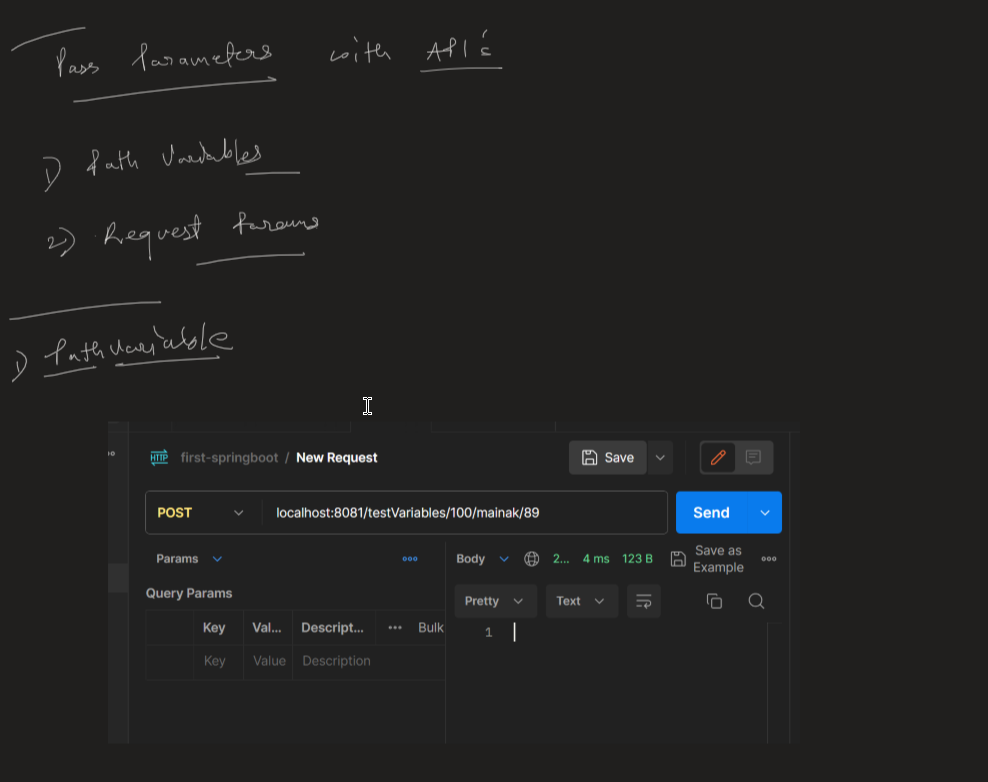 Pass Parameters with API's
1) Path Variables
2) Request Params
1) Path Variable
HTTP first-springboot / New Request Save
POST localhost:8081/testVariables/100/mainak/89 Send
Params Body 2... 4 ms 123 B Save as Example
Query Params
Pretty Text
Key Val... Descript... Bulk
1
Key Value Description